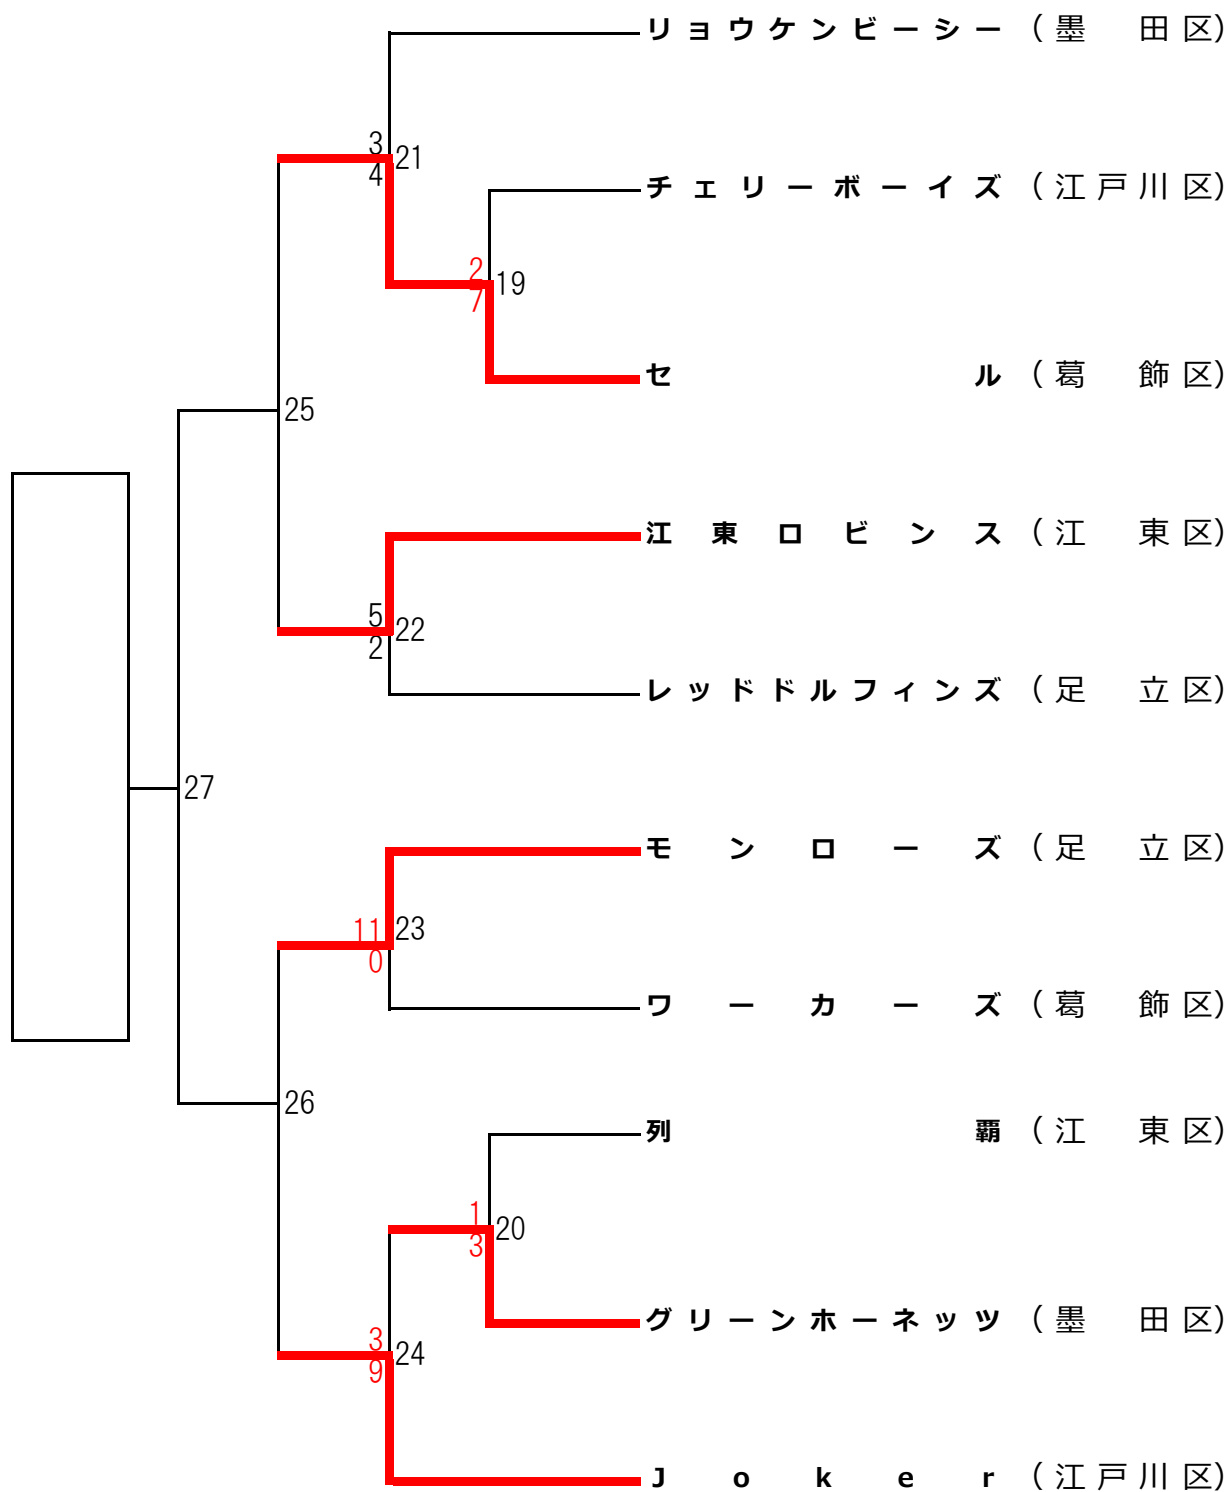 リョウケンビーシー (墨田区)
3
21
4
チェリーボーイズ (江戸川区)
2
19
7
セル (葛飾区)
25
江東ロビンス (江東区)
5
22
2
レッドドルフィンズ (足立区)
27
モンローズ (足立区)
11
23
0
ワーカーズ (葛飾区)
26
列覇 (江東区)
1
20
3
グリーンホーネッツ (墨田区)
3
24
9
Joker (江戸川区)